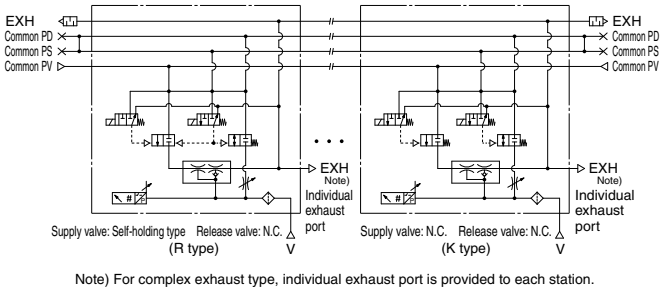 EXH EXH
Common PD Common PD
Common PS Common PS
Common PV Common PV
EXH EXH
Note) Note)
Individual exhaust port Individual exhaust port
# #
Supply valve: Self-holding type Release valve: N.C. Supply valve: N.C. Release valve: N.C.
(R type) V (K type) V
Note) For complex exhaust type, individual exhaust port is provided to each station.